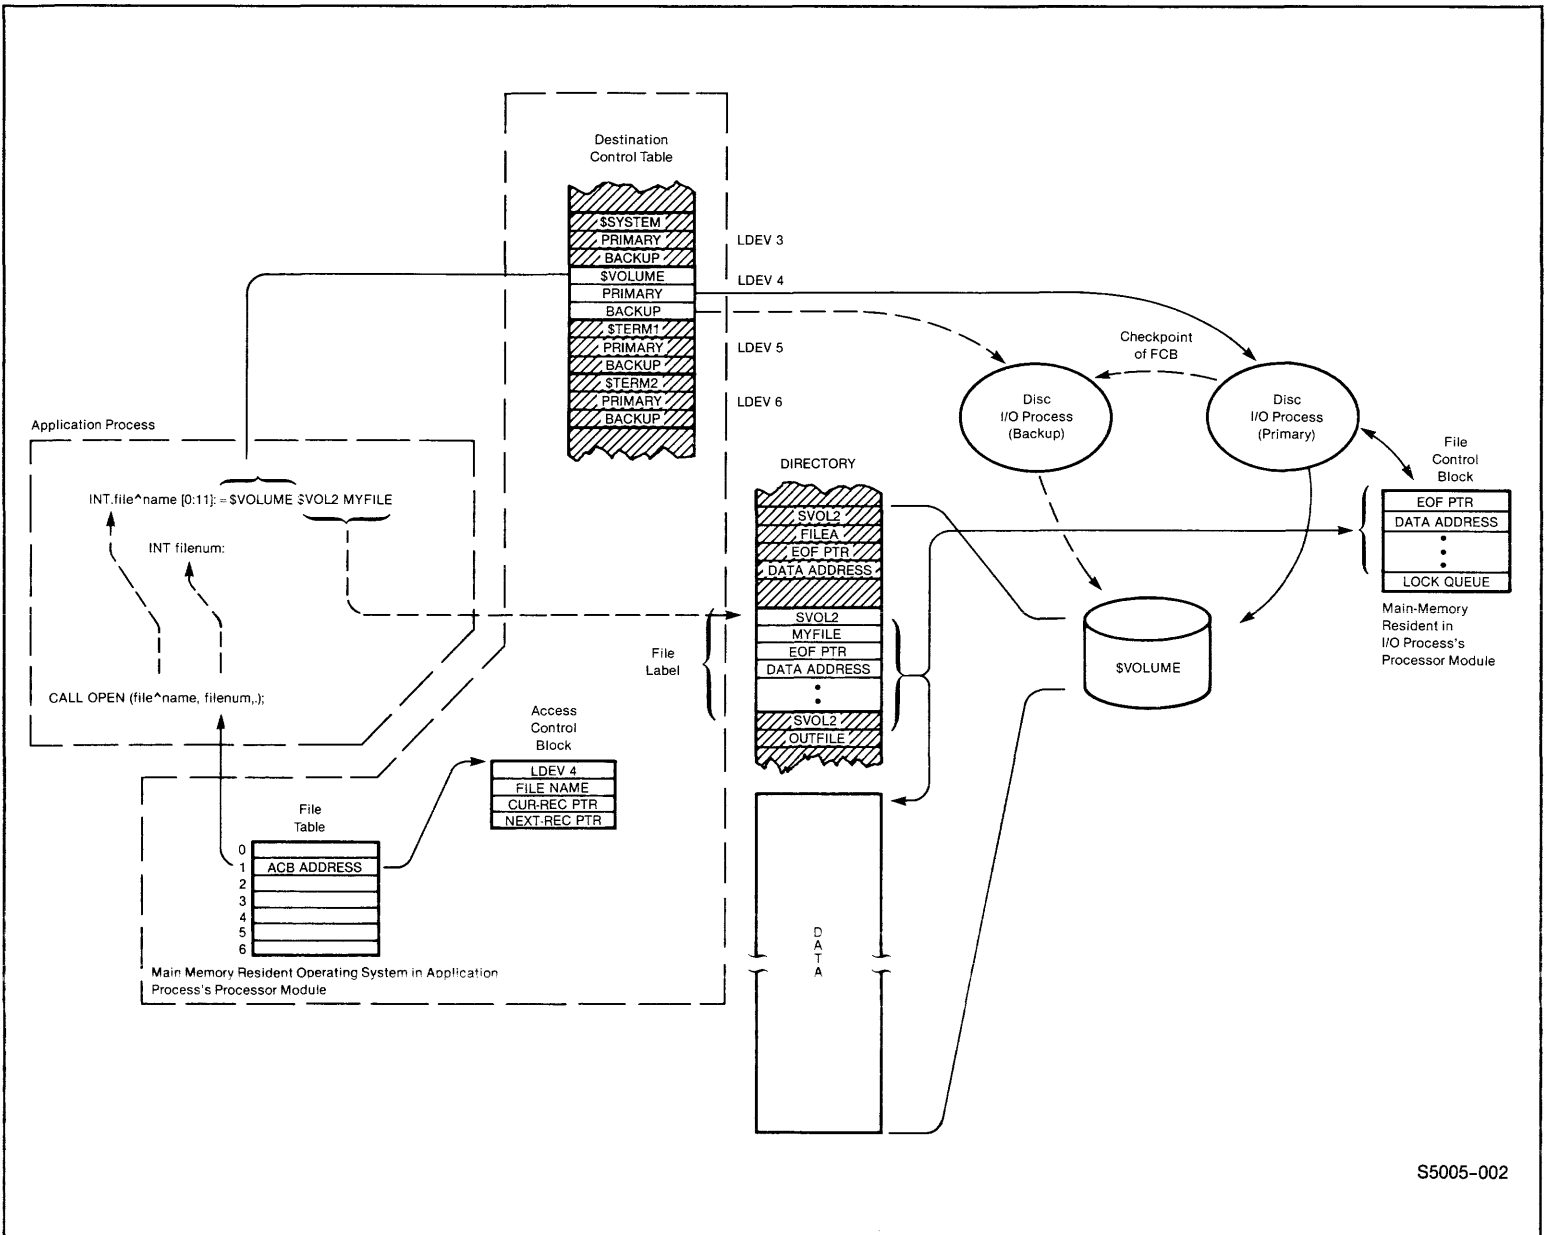 Destination
Control Table
$SYSTEM
PRIMARY
BACKUP
LDEV 3
$VOLUME
PRIMARY
BACKUP
LDEV 4
$TERM1
PRIMARY
BACKUP
LDEV 5
$TERM2
PRIMARY
BACKUP
LDEV 6
Checkpoint
of FCB
Disc
I/O Process
(Backup)
Disc
I/O Process
(Primary)
File
Control
Block
EOF PTR
DATA ADDRESS
LOCK QUEUE
Main-Memory
Resident in
I/O Process's
Processor Module
Application Process
INT.file^name [0:11]: = $VOLUME SVOL2 MYFILE
INT filenum:
CALL OPEN (file^name, filenum,.);
DIRECTORY
SVOL2
FILEA
EOF PTR
DATA ADDRESS
SVOL2
MYFILE
EOF PTR
DATA ADDRESS
SVOL2
OUTFILE
File
Label
$VOLUME
Access
Control
Block
LDEV 4
FILE NAME
CUR-REC PTR
NEXT-REC PTR
File
Table
0
1 ACB ADDRESS
2
3
4
5
6
DATA
Main Memory Resident Operating System in Application
Process's Processor Module
S5005-002